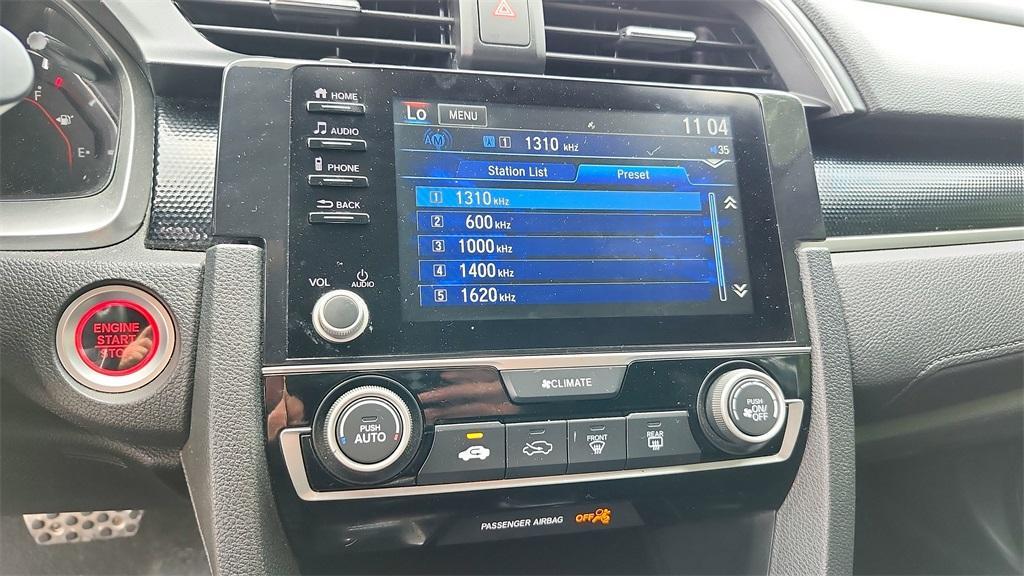 F
E
HOME
AUDIO
PHONE
BACK
VOL
AUDIO
Lo MENU 11 04
AM 1 1310 kHz 35
Station List Preset
1 1310 kHz
2 600 kHz
3 1000 kHz
4 1400 kHz
5 1620 kHz
ENGINE
START
STOP
CLIMATE
PUSH
AUTO
FRONT
REAR
PUSH
ON/
OFF
PASSENGER AIRBAG OFF